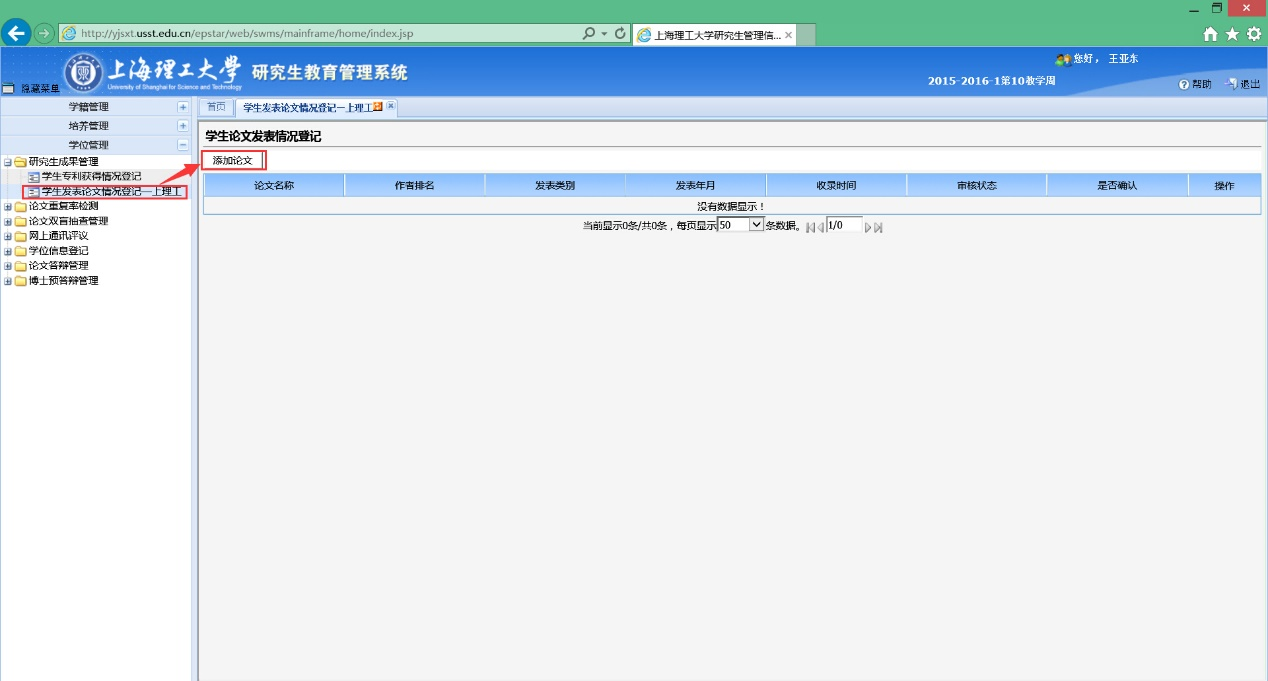 http://yjsxt.usst.edu.cn/epstar/web/swms/mainframe/home/index.jsp
上海理工大学研究生管理信...
上海理工大学
University of Shanghai for Science and Technology
研究生教育管理系统
您好， 王亚东
2015-2016-1第10教学周
帮助
退出
隐藏菜单
学籍管理
培养管理
学位管理
研究生成果管理
学生专利获得情况登记
学生发表论文情况登记—上理工
论文重复率检测
论文双盲抽查管理
网上通讯评议
学位信息登记
论文答辩管理
博士预答辩管理
首页
学生发表论文情况登记—上理工
学生论文发表情况登记
添加论文
论文名称 作者排名 发表类别 发表年月 收录时间 审核状态 是否确认 操作
没有数据显示！
当前显示0条/共0条，每页显示 50 条数据。 1/0